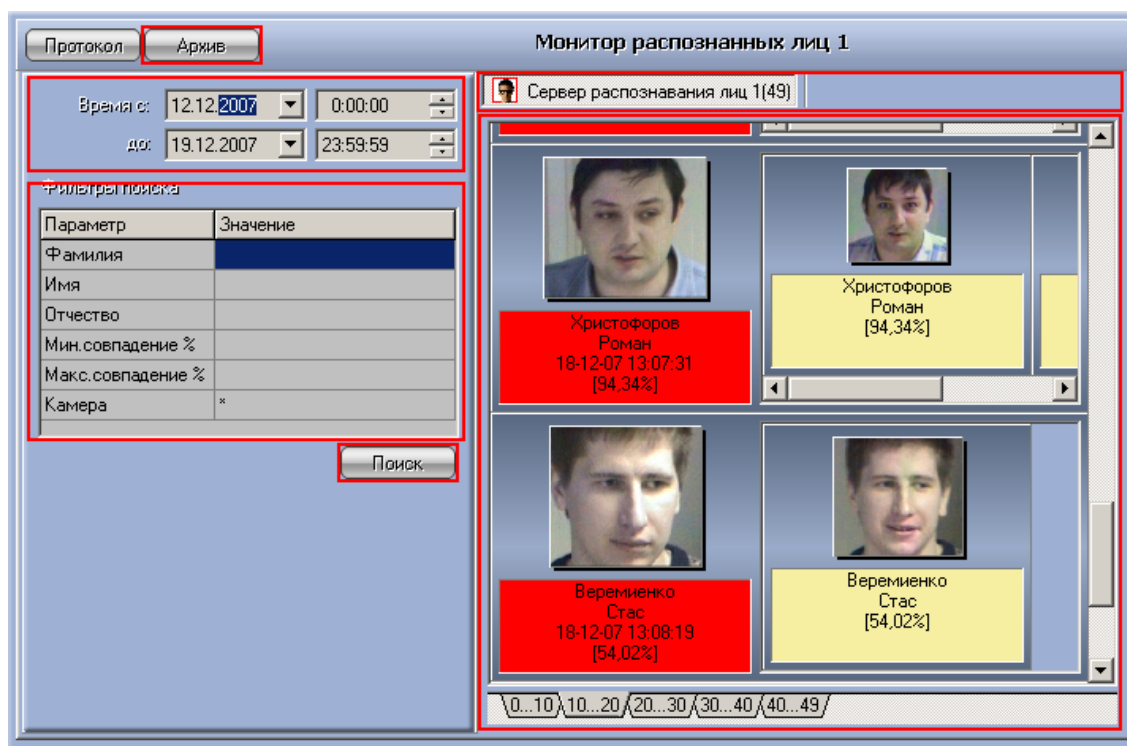 Протокол
Архив
Монитор распознанных лиц 1
Время с:
12.12.2007
0:00:00
до:
19.12.2007
23:59:59
Фильтры поиска
Параметр
Значение
Фамилия
Имя
Отчество
Мин.совпадение %
Макс.совпадение %
Камера
*
Поиск
Сервер распознавания лиц 1(49)
Христофоров
Роман
18-12-07 13:07:31
[94,34%]
Христофоров
Роман
[94,34%]
Веремиенко
Стас
18-12-07 13:08:19
[54,02%]
Веремиенко
Стас
[54,02%]
0...10
10...20
20...30
30...40
40...49